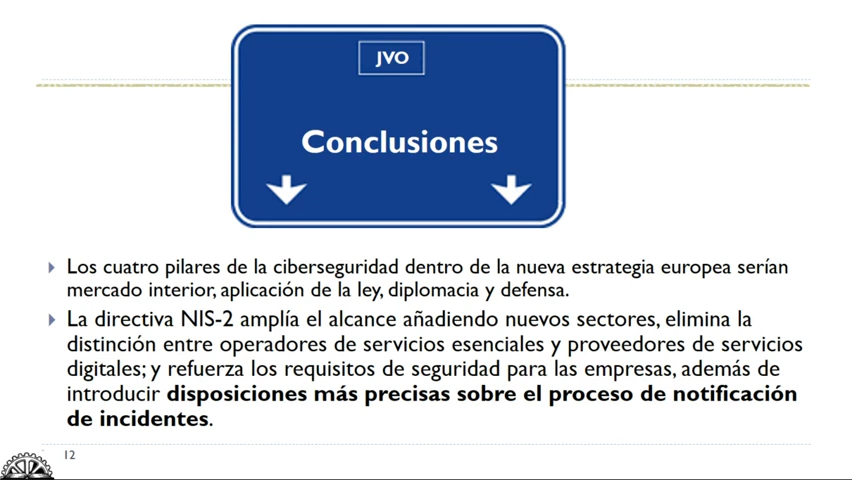 JVO
Conclusiones
Los cuatro pilares de la ciberseguridad dentro de la nueva estrategia europea serían
mercado interior, aplicación de la ley, diplomacia y defensa.
La directiva NIS-2 amplía el alcance añadiendo nuevos sectores, elimina la
distinción entre operadores de servicios esenciales y proveedores de servicios
digitales; y refuerza los requisitos de seguridad para las empresas, además de
introducir disposiciones más precisas sobre el proceso de notificación
de incidentes.
12